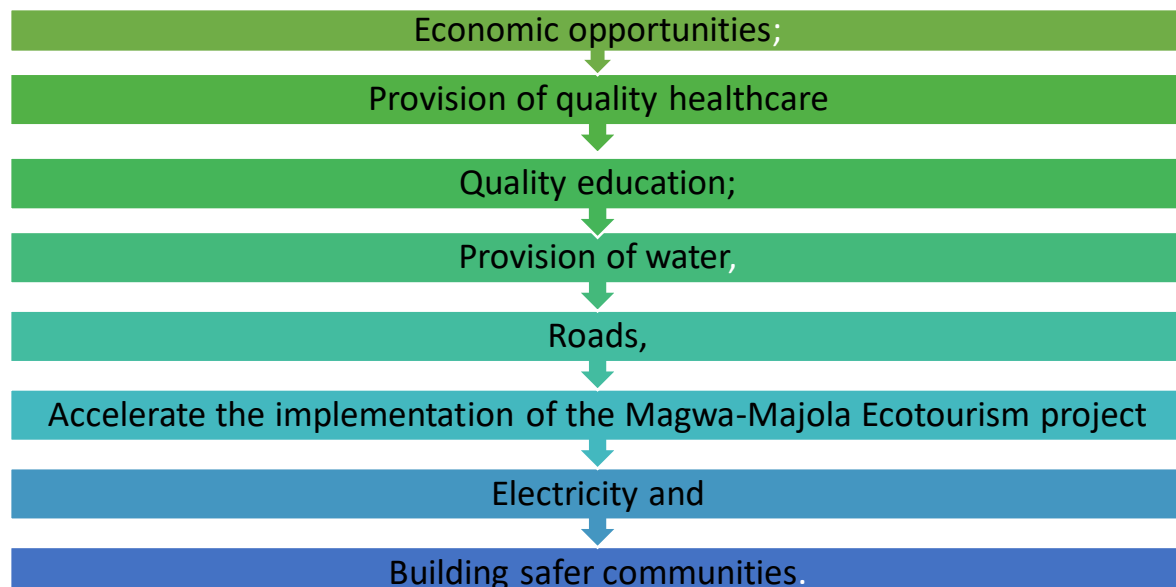 Economic opportunities;
Provision of quality healthcare
Quality education;
Provision of water,
Roads,
Accelerate the implementation of the Magwa-Majola Ecotourism project
Electricity and
Building safer communities.